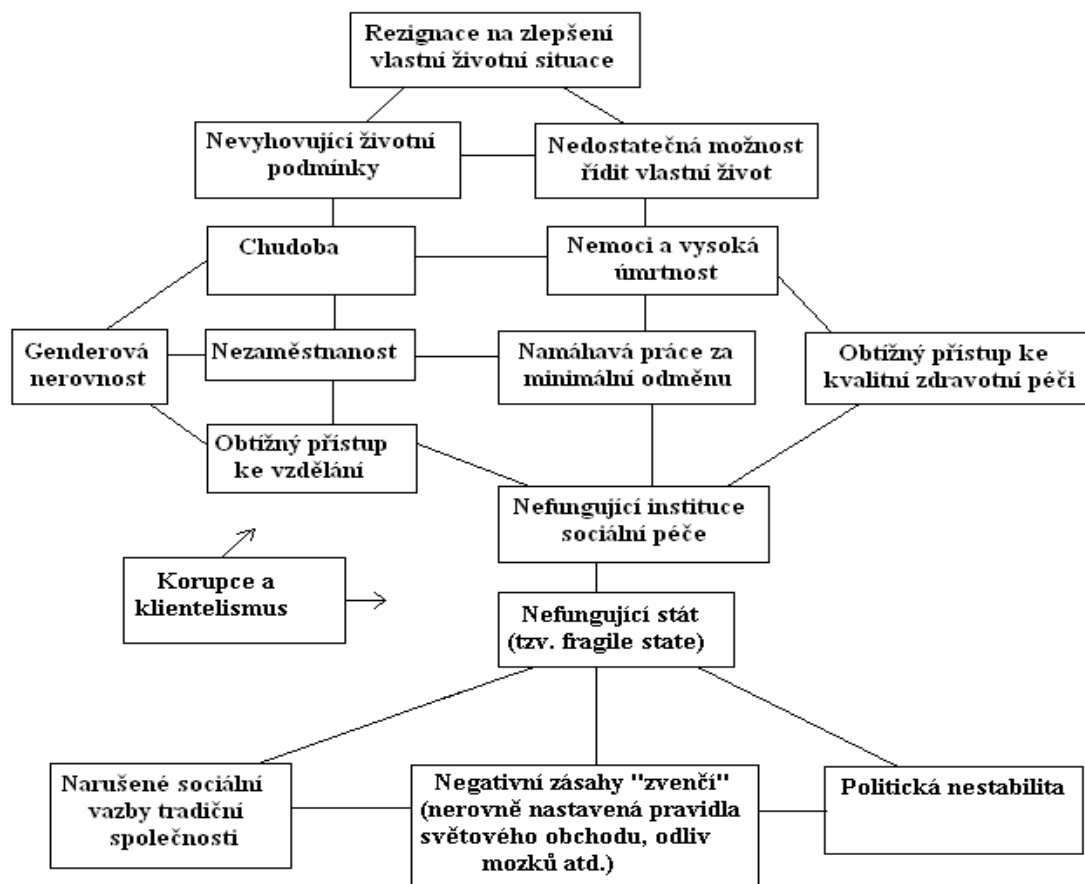 Rezignace na zlepšení
vlastní životní situace
Nevyhovující životní
podmínky
Nedostatečná možnost
řídit vlastní život
Chudoba
Nemoci a vysoká
úmrtnost
Genderová
nerovnost
Nezaměstnanost
Namáhavá práce za
minimální odměnu
Obtížný přístup ke
kvalitní zdravotní péči
Obtížný přístup
ke vzdělání
Nefungující instituce
sociální péče
Korupce a
klientelismus
Nefungující stát
(tzv. fragile state)
Narušené sociální
vazby tradiční
společnosti
Negativní zásahy "zvenčí"
(nerovně nastavená pravidla
světového obchodu, odliv
mozků atd.)
Politická nestabilita